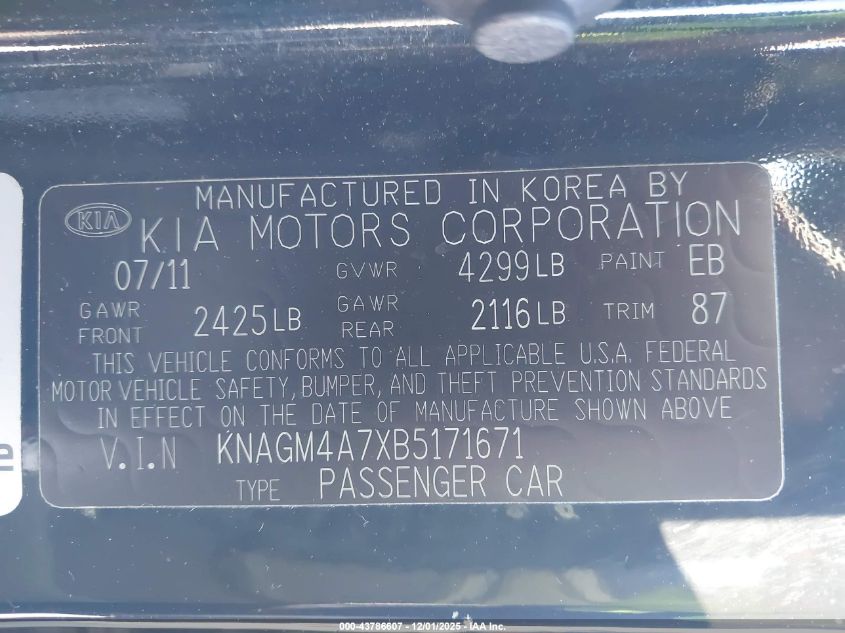 MANUFACTURED IN KOREA BY
KIA KIA MOTORS CORPORATION
07/11 GVWR 4299LB PAINT EB
GAWR FRONT 2425LB GAWR REAR 2116LB TRIM 87
THIS VEHICLE CONFORMS TO ALL APPLICABLE U.S.A. FEDERAL
MOTOR VEHICLE SAFETY, BUMPER, AND THEFT PREVENTION STANDARDS
IN EFFECT ON THE DATE OF MANUFACTURE SHOWN ABOVE
V.I.N KNAGM4A7XB5171671
TYPE PASSENGER CAR
000-43786607 - 12/01/2025 - IAA Inc.